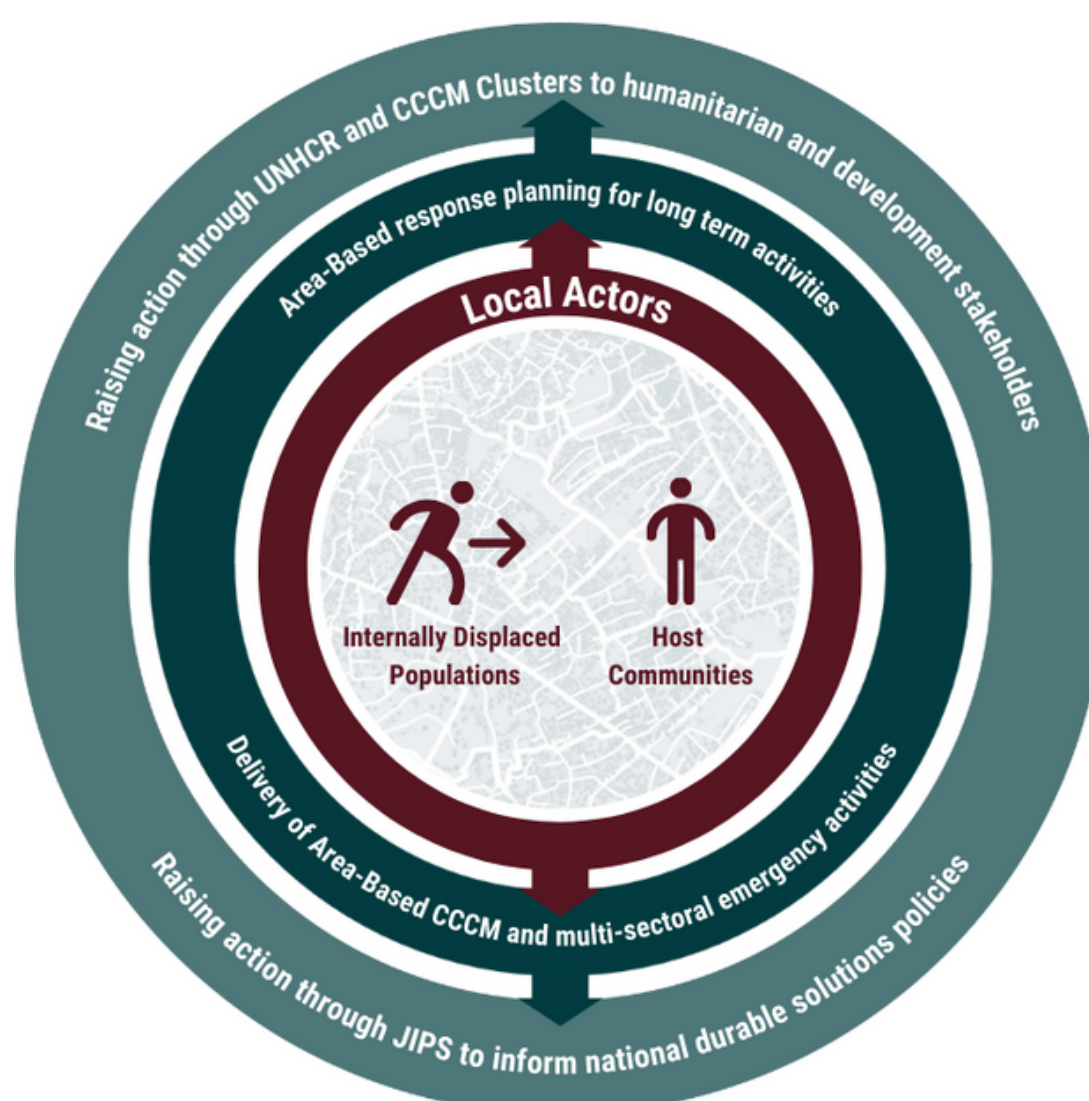 Raising action through UNHCR and CCCM Clusters to humanitarian and development stakeholders
Area-Based response planning for long term activities
Local Actors
Internally Displaced
Populations
Host
Communities
Delivery of Area-Based CCCM and multi-sectoral emergency activities
Raising action through JIPS to inform national durable solutions policies